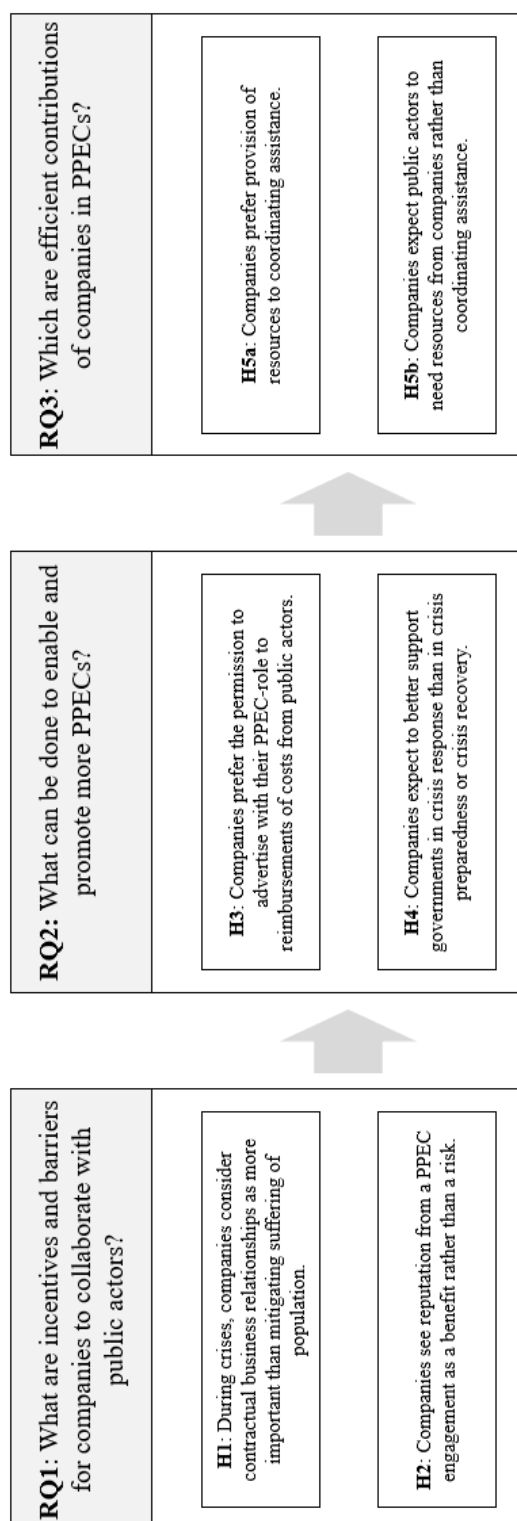 RQ1: What are incentives and barriers
for companies to collaborate with
public actors?
H1: During crises, companies consider
contractual business relationships as more
important than mitigating suffering of
population.
H2: Companies see reputation from a PPEC
engagement as a benefit rather than a risk.
RQ2: What can be done to enable and
promote more PPECs?
H3: Companies prefer the permission to
advertise with their PPEC-role to
reimbursements of costs from public actors.
H4: Companies expect to better support
governments in crisis response than in crisis
preparedness or crisis recovery.
RQ3: Which are efficient contributions
of companies in PPECs?
H5a: Companies prefer provision of
resources to coordinating assistance.
H5b: Companies expect public actors to
need resources from companies rather than
coordinating assistance.